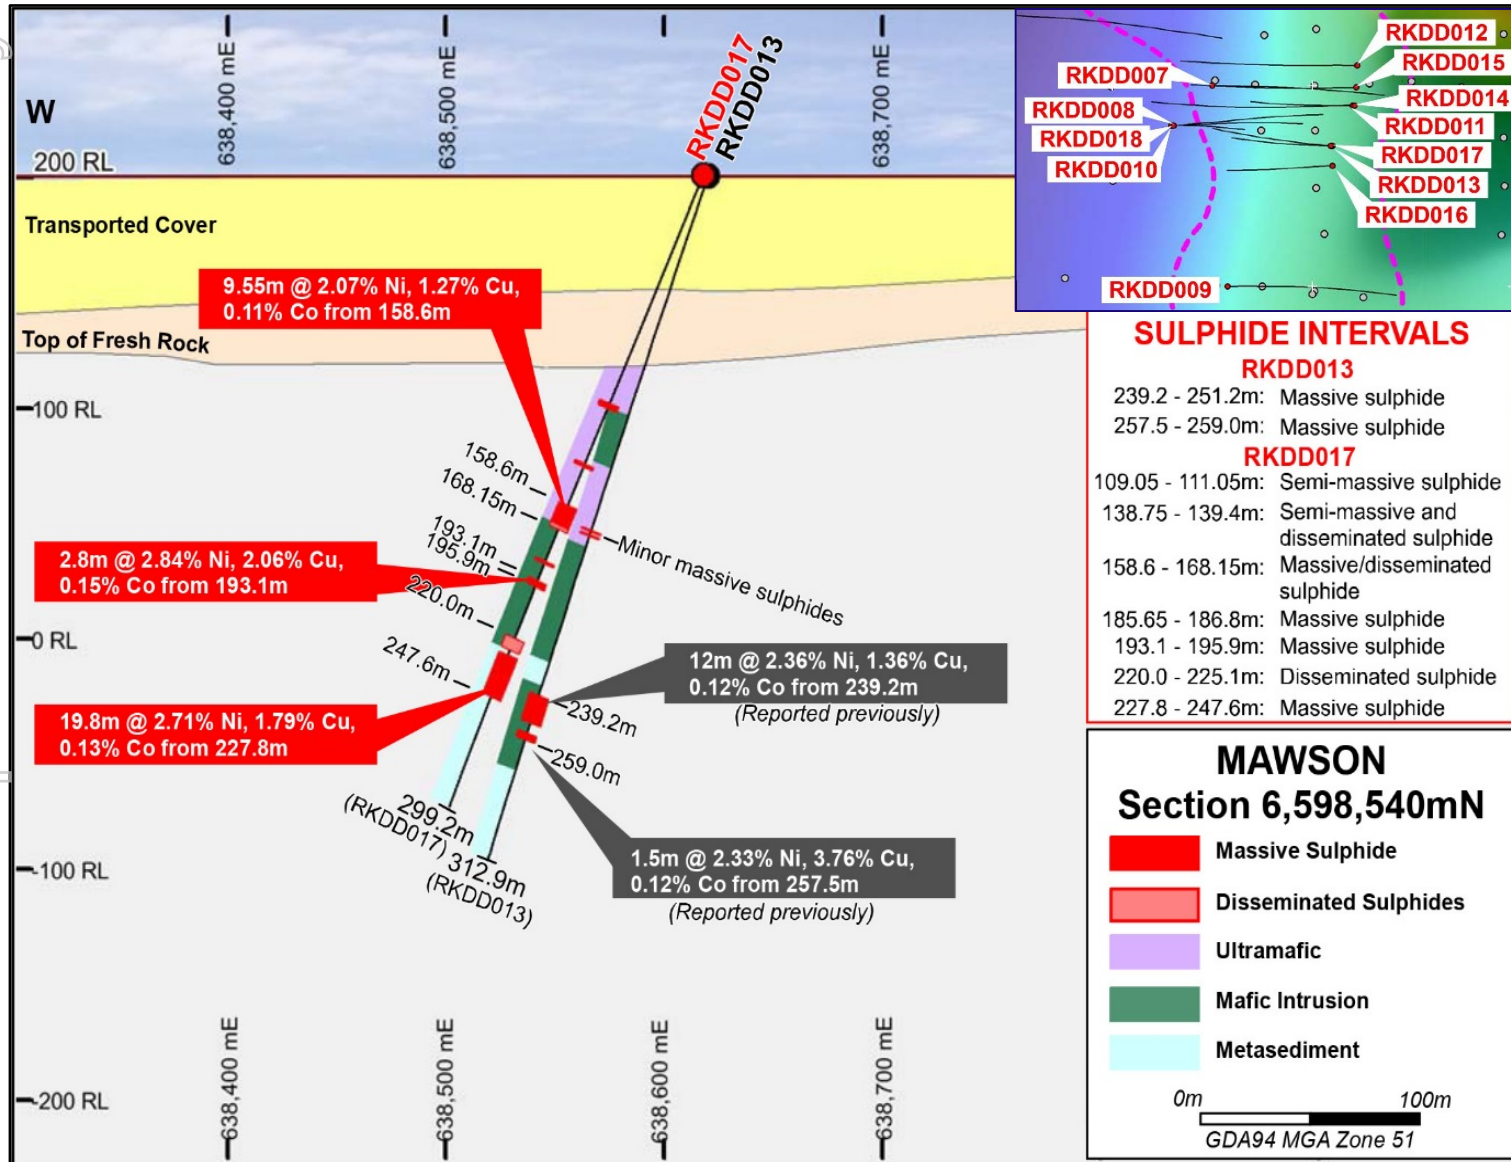 638,400 mE
638,500 mE
638,700 mE
RKDD017
RKDD013
W
200 RL
Transported Cover
9.55m @ 2.07% Ni, 1.27% Cu,
0.11% Co from 158.6m
Top of Fresh Rock
100 RL
158.6m
168.15m
193.1m
195.9m
2.8m @ 2.84% Ni, 2.06% Cu,
0.15% Co from 193.1m
Minor massive sulphides
220.0m
0 RL
247.6m
12m @ 2.36% Ni, 1.36% Cu,
0.12% Co from 239.2m
(Reported previously)
19.8m @ 2.71% Ni, 1.79% Cu,
0.13% Co from 227.8m
239.2m
259.0m
299.2m
(RKDD017)
312.9m
(RKDD013)
1.5m @ 2.33% Ni, 3.76% Cu,
0.12% Co from 257.5m
(Reported previously)
-100 RL
-200 RL
638,400 mE
638,500 mE
638,600 mE
638,700 mE
RKDD012
RKDD015
RKDD007
RKDD014
RKDD008
RKDD011
RKDD018
RKDD017
RKDD010
RKDD013
RKDD016
RKDD009
SULPHIDE INTERVALS
RKDD013
239.2 - 251.2m: Massive sulphide
257.5 - 259.0m: Massive sulphide
RKDD017
109.05 - 111.05m: Semi-massive sulphide
138.75 - 139.4m: Semi-massive and
disseminated sulphide
158.6 - 168.15m: Massive/disseminated
sulphide
185.65 - 186.8m: Massive sulphide
193.1 - 195.9m: Massive sulphide
220.0 - 225.1m: Disseminated sulphide
227.8 - 247.6m: Massive sulphide
MAWSON
Section 6,598,540mN
Massive Sulphide
Disseminated Sulphides
Ultramafic
Mafic Intrusion
Metasediment
0m 100m
GDA94 MGA Zone 51